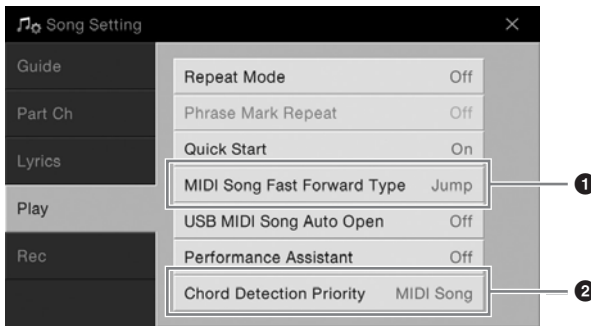 Song Setting
Guide
Part Ch
Lyrics
Play
Rec
Repeat Mode Off
Phrase Mark Repeat Off
Quick Start On
MIDI Song Fast Forward Type Jump
USB MIDI Song Auto Open Off
Performance Assistant Off
Chord Detection Priority MIDI Song
1
2